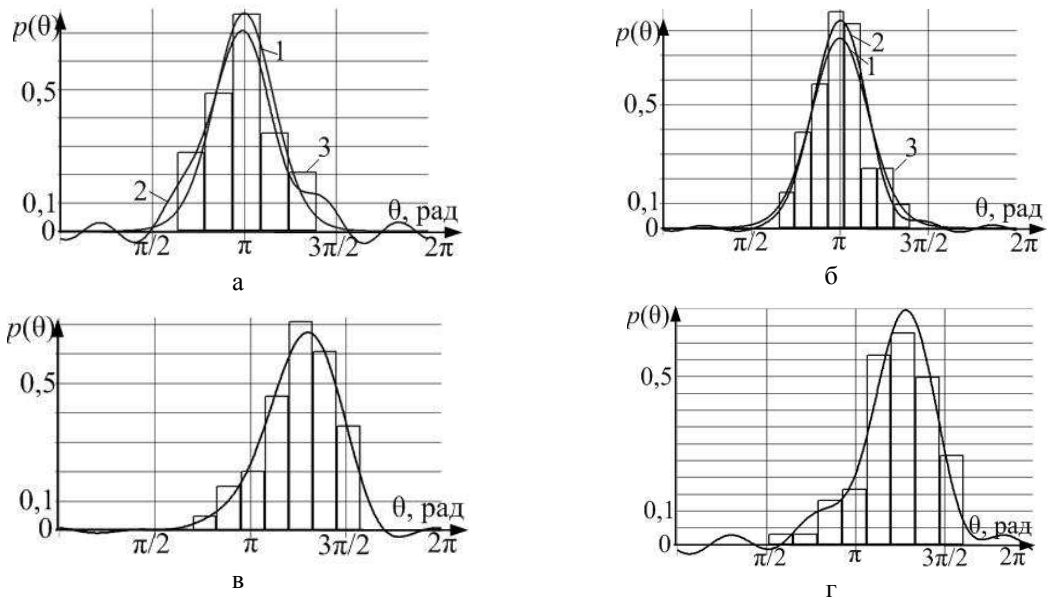 p(θ)
1
0,5
3
2
0,1
θ, рад
0
π/2
π
3π/2
2π
а
p(θ)
2
1
0,5
3
0,1
θ, рад
0
π/2
π
3π/2
2π
б
p(θ)
0,5
0,1
θ, рад
0
π/2
π
3π/2
2π
в
p(θ)
0,5
0,1
θ, рад
0
π/2
π
3π/2
2π
г